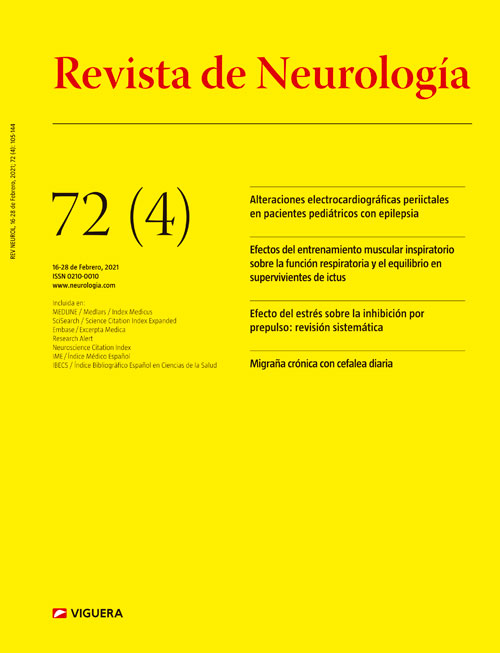 Revista de Neurología
REV NEUROL, 16-28 de Febrero, 2021; 72 (4): 105-144
72 (4)
16-28 de Febrero, 2021
ISSN 0210-0010
www.neurologia.com
Incluida en:
MEDLINE / Medlars / Index Medicus
SciSearch / Science Citation Index Expanded
Embase / Excerpta Medica
Research Alert
Neuroscience Citation Index
IME / Índice Médico Español
IBECS / Índice Bibliográfico Español en Ciencias de la Salud
Alteraciones electrocardiográficas periictales
en pacientes pediátricos con epilepsia
Efectos del entrenamiento muscular inspiratorio
sobre la función respiratoria y el equilibrio en
supervivientes de ictus
Efecto del estrés sobre la inhibición por
prepulso: revisión sistemática
Migraña crónica con cefalea diaria
VIGUERA